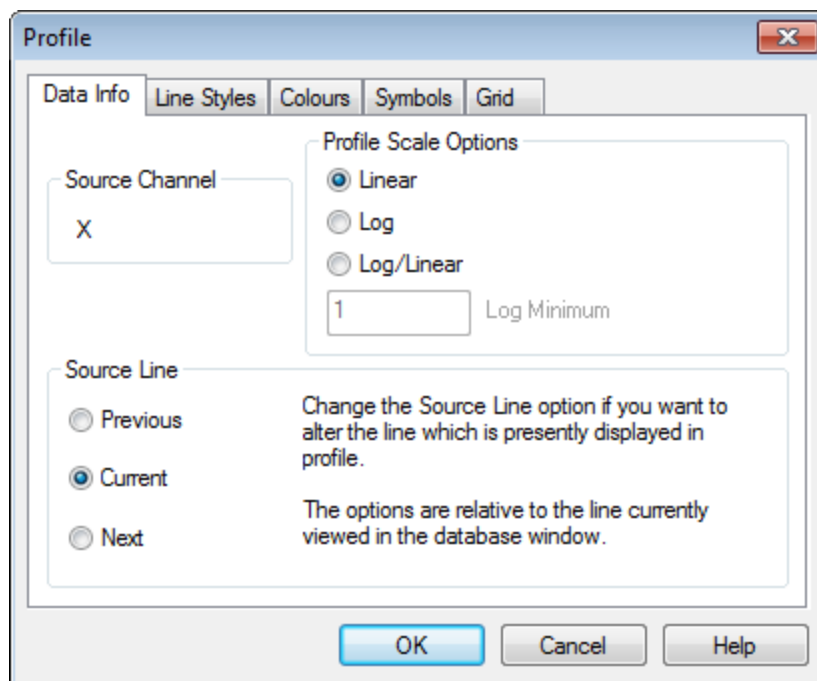 Profile
Data Info
Line Styles
Colours
Symbols
Grid
Source Channel
X
Profile Scale Options
Linear
Log
Log/Linear
1
Log Minimum
Source Line
Previous
Current
Next
Change the Source Line option if you want to
alter the line which is presently displayed in
profile.
The options are relative to the line currently
viewed in the database window.
OK
Cancel
Help